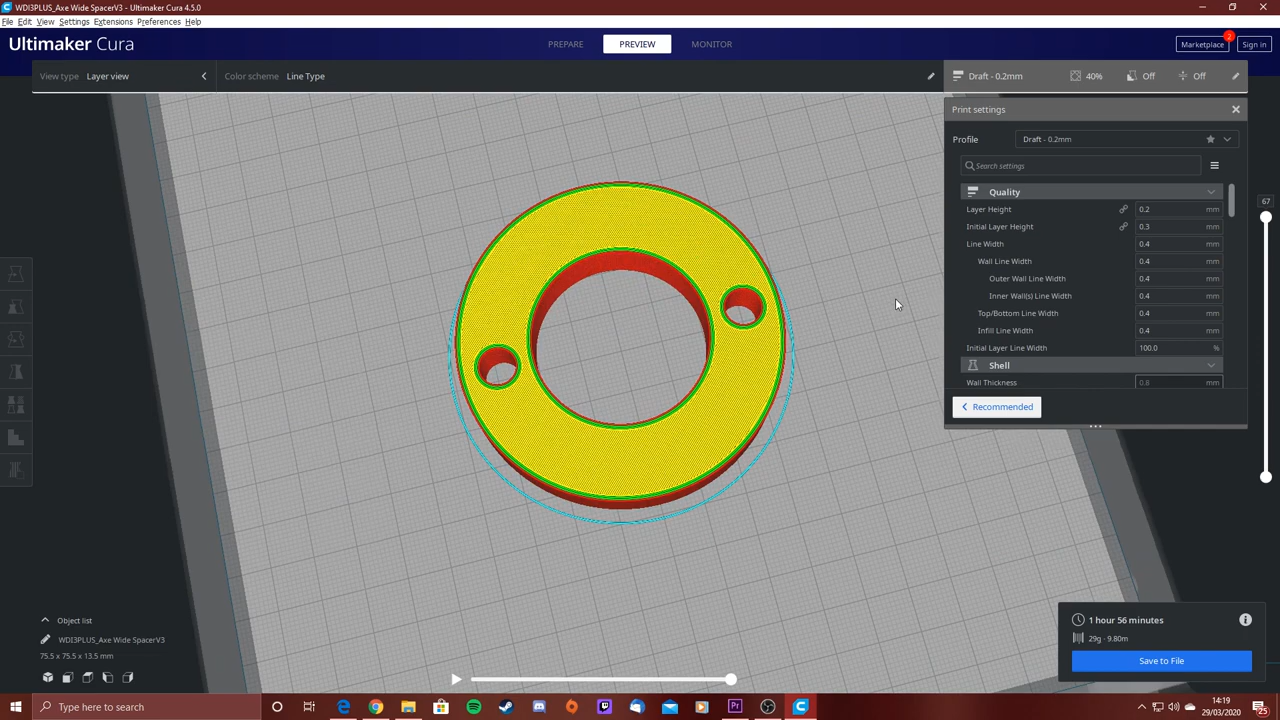 WDI3PLUS_Axe Wide SpacerV3 - Ultimaker Cura 4.5.0
File Edit View Settings Extensions Preferences Help
Ultimaker Cura
PREPARE
PREVIEW
MONITOR
Marketplace
2
Sign in
View type Layer view
Color scheme Line Type
Draft - 0.2mm
40%
Off
Off
Print settings
Profile
Draft - 0.2mm
Search settings
Quality
Layer Height 0.2 mm
Initial Layer Height 0.3 mm
Line Width 0.4 mm
Wall Line Width 0.4 mm
Outer Wall Line Width 0.4 mm
Inner Wall(s) Line Width 0.4 mm
Top/Bottom Line Width 0.4 mm
Infill Line Width 0.4 mm
Initial Layer Line Width 100.0 %
Shell
Wall Thickness 0.8 mm
Recommended
67
Object list
WDI3PLUS_Axe Wide SpacerV3
75.5 x 75.5 x 13.5 mm
1 hour 56 minutes
29g · 9.80m
Save to File
Type here to search
14:19
29/03/2020
25